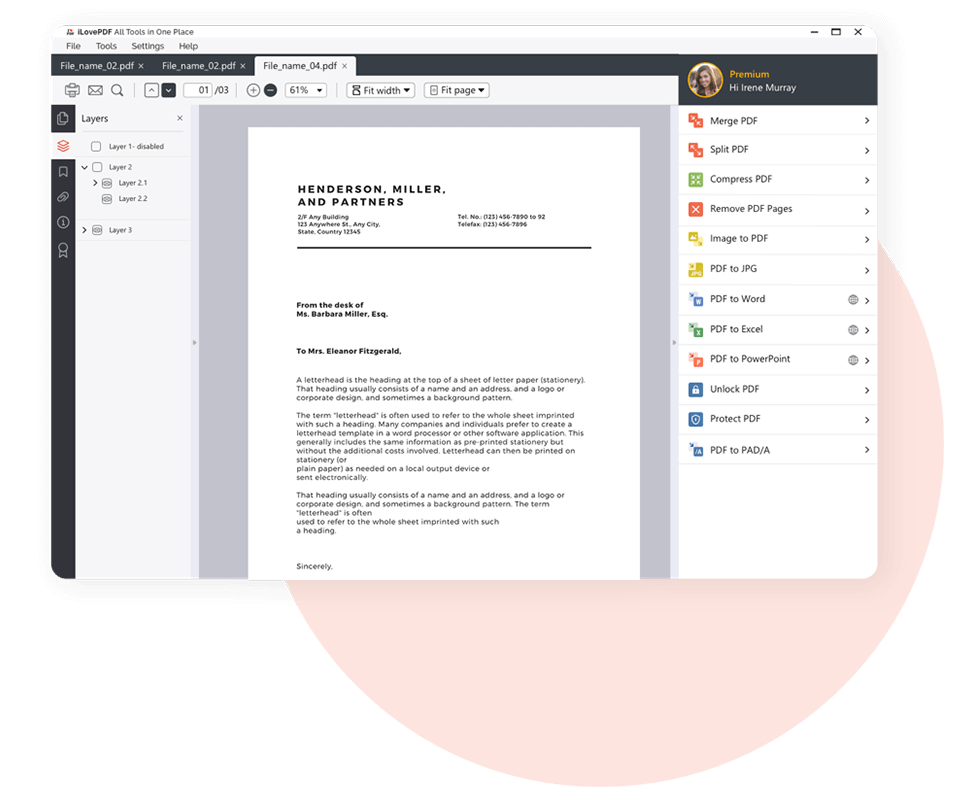 iLovePDF All Tools in One Place
File Tools Settings Help
File_name_02.pdf × File_name_02.pdf × File_name_04.pdf ×
01 /03 61% Fit width Fit page
Premium
Hi Irene Murray
Layers ×
Layer 1- disabled
Layer 2
Layer 2.1
Layer 2.2
Layer 3
HENDERSON, MILLER,
AND PARTNERS
2/F Any Building
123 Anywhere St., Any City,
State, Country 12345
Tel. No.: (123) 456-7890 to 92
Telefax: (123) 456-7896
From the desk of
Ms. Barbara Miller, Esq.
To Mrs. Eleanor Fitzgerald,
A letterhead is the heading at the top of a sheet of letter paper (stationery).
That heading usually consists of a name and an address, and a logo or
corporate design, and sometimes a background pattern.
The term "letterhead" is often used to refer to the whole sheet imprinted
with such a heading. Many companies and individuals prefer to create a
letterhead template in a word processor or other software application. This
generally includes the same information as pre-printed stationery but
without the additional costs involved. Letterhead can then be printed on
stationery (or
plain paper) as needed on a local output device or
sent electronically.
That heading usually consists of a name and an address, and a logo or
corporate design, and sometimes a background pattern. The term
"letterhead" is often
used to refer to the whole sheet imprinted with such
a heading.
Sincerely,
Merge PDF
Split PDF
Compress PDF
Remove PDF Pages
Image to PDF
PDF to JPG
PDF to Word
PDF to Excel
PDF to PowerPoint
Unlock PDF
Protect PDF
PDF to PAD/A